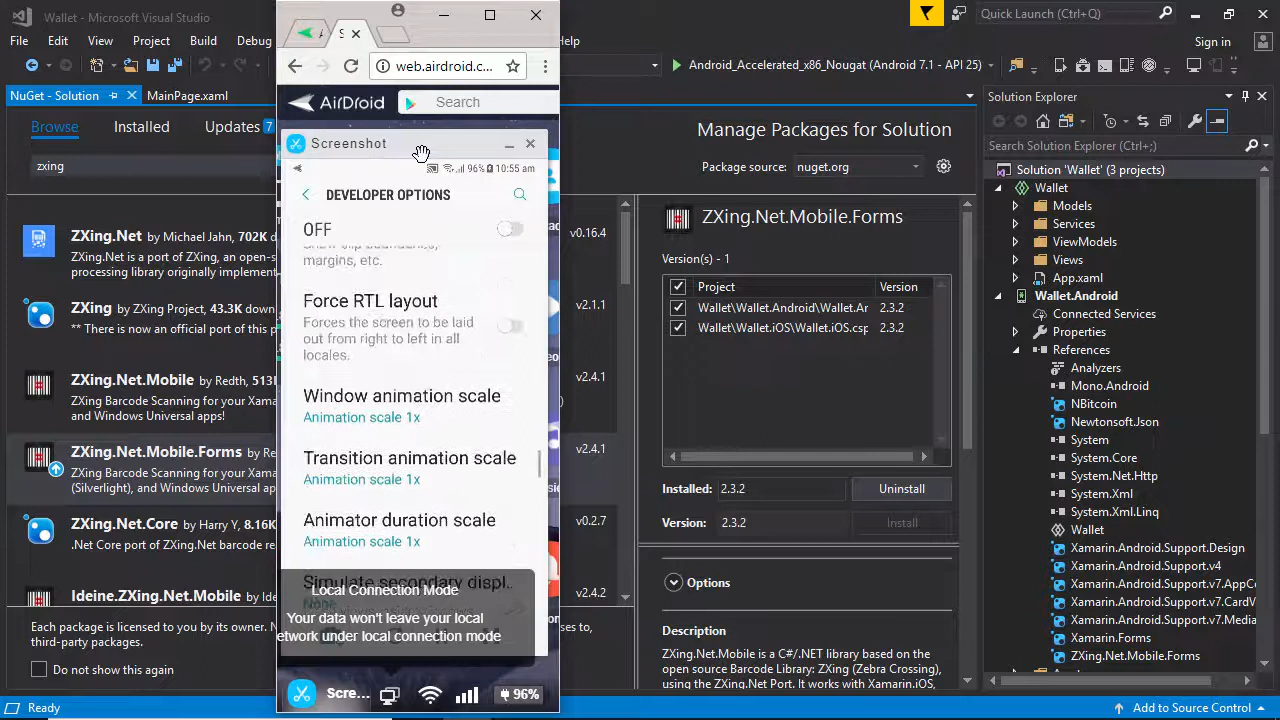 Wallet - Microsoft Visual Studio
Quick Launch (Ctrl+Q)
File Edit View Project Build Debug
Help
Sign in
Android_Accelerated_x86_Nougat (Android 7.1 - API 25)
NuGet - Solution
MainPage.xaml
Browse
Installed
Updates 7
Manage Packages for Solution
zxing
Package source: nuget.org
ZXing.Net by Michael Jahn, 702K
ZXing.Net is a port of ZXing, an open-s
processing library originally implement
v0.16.4
ZXing by ZXing Project, 43.3K down
** There is now an official port of this p
v2.1.1
ZXing.Net.Mobile by Redth, 513
ZXing Barcode Scanning for your Xama
and Windows Universal apps!
v2.4.1
ZXing.Net.Mobile.Forms by Re
ZXing Barcode Scanning for your Xama
(Silverlight), and Windows Universal ap
v2.4.1
ZXing.Net.Core by Harry Y, 8.16K
.Net Core port of ZXing.Net barcode re
v0.2.7
Ideine.ZXing.Net.Mobile by Ide
v2.4.2
Each package is licensed to you by its owner. N
third-party packages.
Do not show this again
web.airdroid.c...
AirDroid
Search
Screenshot
96% 10:55 am
DEVELOPER OPTIONS
OFF
margins, etc.
Force RTL layout
Forces the screen to be laid
out from right to left in all
locales.
Window animation scale
Animation scale 1x
Transition animation scale
Animation scale 1x
Animator duration scale
Animation scale 1x
Simulate secondary displ..
None
Local Connection Mode
Your data won't leave your local
etwork under local connection mode
Scre...
96%
ZXing.Net.Mobile.Forms
Version(s) - 1
Project Version
Wallet\Wallet.Android\Wallet.Ar 2.3.2
Wallet\Wallet.iOS\Wallet.iOS.csp 2.3.2
Installed: 2.3.2 Uninstall
Version: 2.3.2 Install
Options
Description
ZXing.Net.Mobile is a C#/.NET library based on the
open source Barcode Library: ZXing (Zebra Crossing),
using the ZXing.Net Port. It works with Xamarin.iOS,
Solution Explorer
Search Solution Explorer (Ctrl+;)
Solution 'Wallet' (3 projects)
Wallet
Models
Services
ViewModels
Views
App.xaml
Wallet.Android
Connected Services
Properties
References
Analyzers
Mono.Android
NBitcoin
Newtonsoft.Json
System
System.Core
System.Net.Http
System.Xml
System.Xml.Linq
Wallet
Xamarin.Android.Support.Design
Xamarin.Android.Support.v4
Xamarin.Android.Support.v7.AppC
Xamarin.Android.Support.v7.CardV
Xamarin.Android.Support.v7.Media
Xamarin.Forms
ZXing.Net.Mobile.Forms
Ready
Add to Source Control